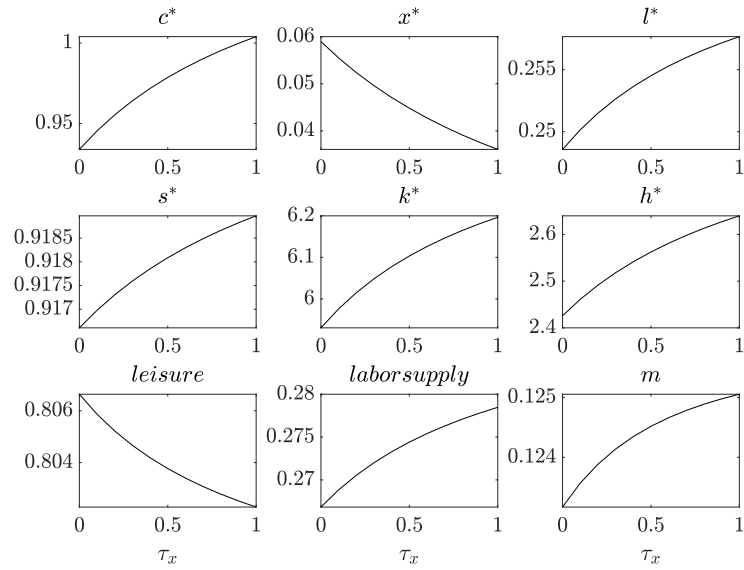 c* x* l*
1 0.06 0.255
0.95 0.05 0.25
0.04
0 0.5 1 0 0.5 1 0 0.5 1
s* k* h*
0.9185 6.2 2.6
0.918 6.1 2.5
0.9175 6 2.4
0.917
0 0.5 1 0 0.5 1 0 0.5 1
leisure laborsupply m
0.806 0.28 0.125
0.804 0.275 0.124
0.27
0 0.5 1 0 0.5 1 0 0.5 1
τx τx τx